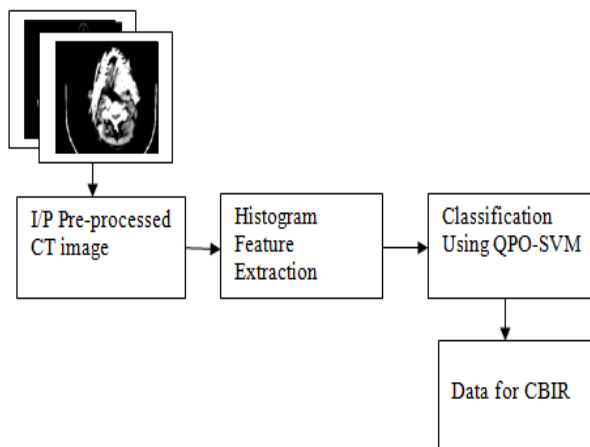 I/P Pre-processed
CT image
Histogram
Feature
Extraction
Classification
Using QPO-SVM
Data for CBIR